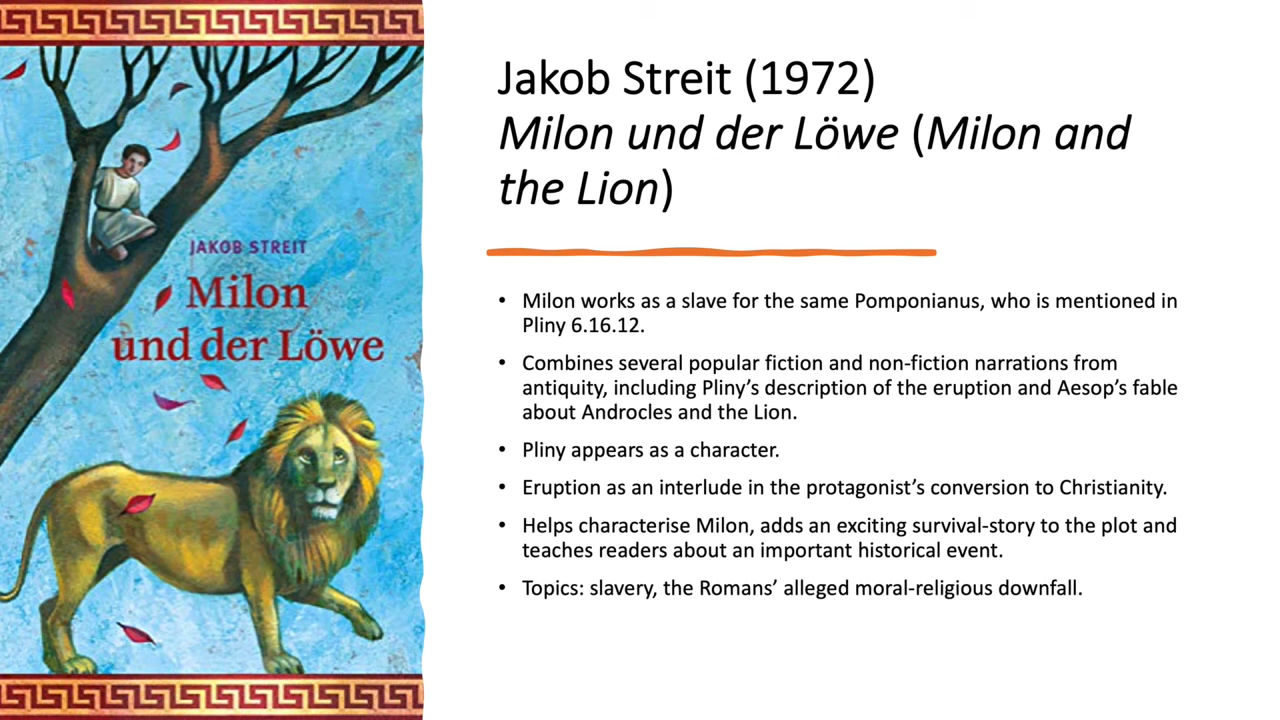 JAKOB STREIT
Milon
und der Löwe
Jakob Streit (1972)
Milon und der Löwe (Milon and
the Lion)
• Milon works as a slave for the same Pomponianus, who is mentioned in
Pliny 6.16.12.
• Combines several popular fiction and non-fiction narrations from
antiquity, including Pliny’s description of the eruption and Aesop’s fable
about Androcles and the Lion.
• Pliny appears as a character.
• Eruption as an interlude in the protagonist’s conversion to Christianity.
• Helps characterise Milon, adds an exciting survival-story to the plot and
teaches readers about an important historical event.
• Topics: slavery, the Romans’ alleged moral-religious downfall.